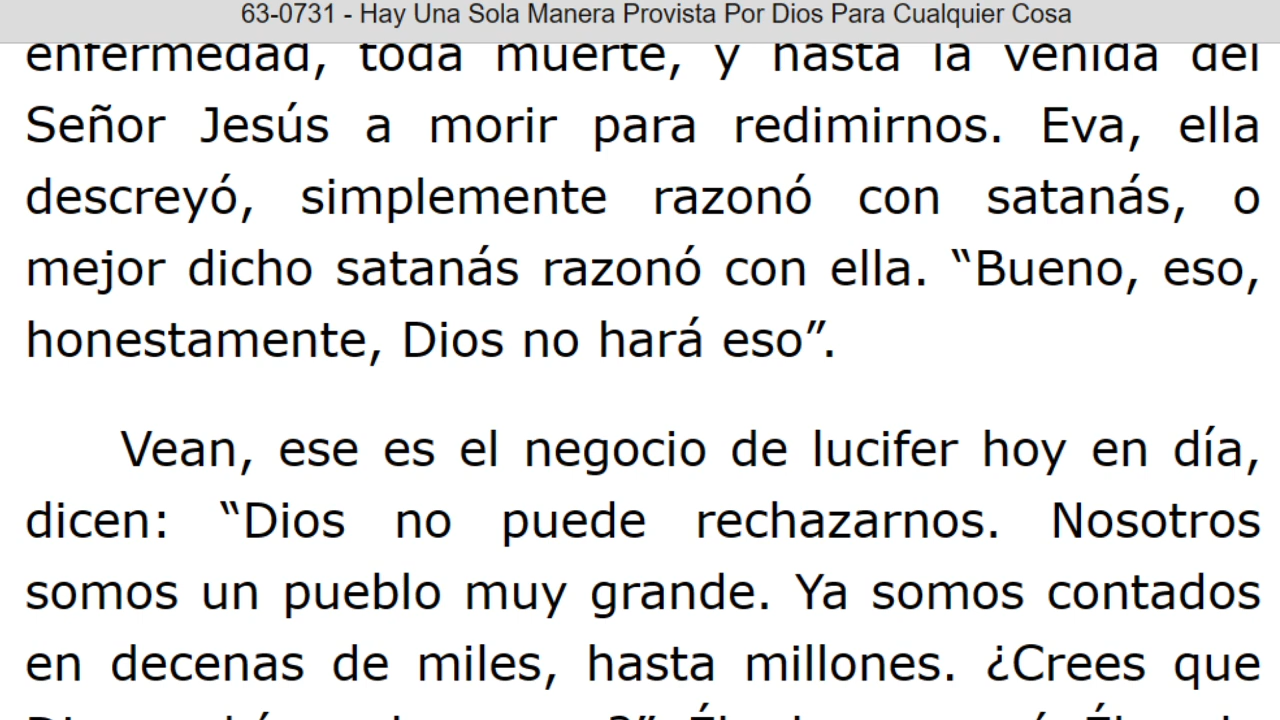 63-0731 - Hay Una Sola Manera Provista Por Dios Para Cualquier Cosa
enfermedad, toda muerte, y hasta la venida del
Señor Jesús a morir para redimirnos. Eva, ella
descreyó, simplemente razonó con satanás, o
mejor dicho satanás razonó con ella. “Bueno, eso,
honestamente, Dios no hará eso”.
Vean, ese es el negocio de lucifer hoy en día,
dicen: “Dios no puede rechazarnos. Nosotros
somos un pueblo muy grande. Ya somos contados
en decenas de miles, hasta millones. ¿Crees que